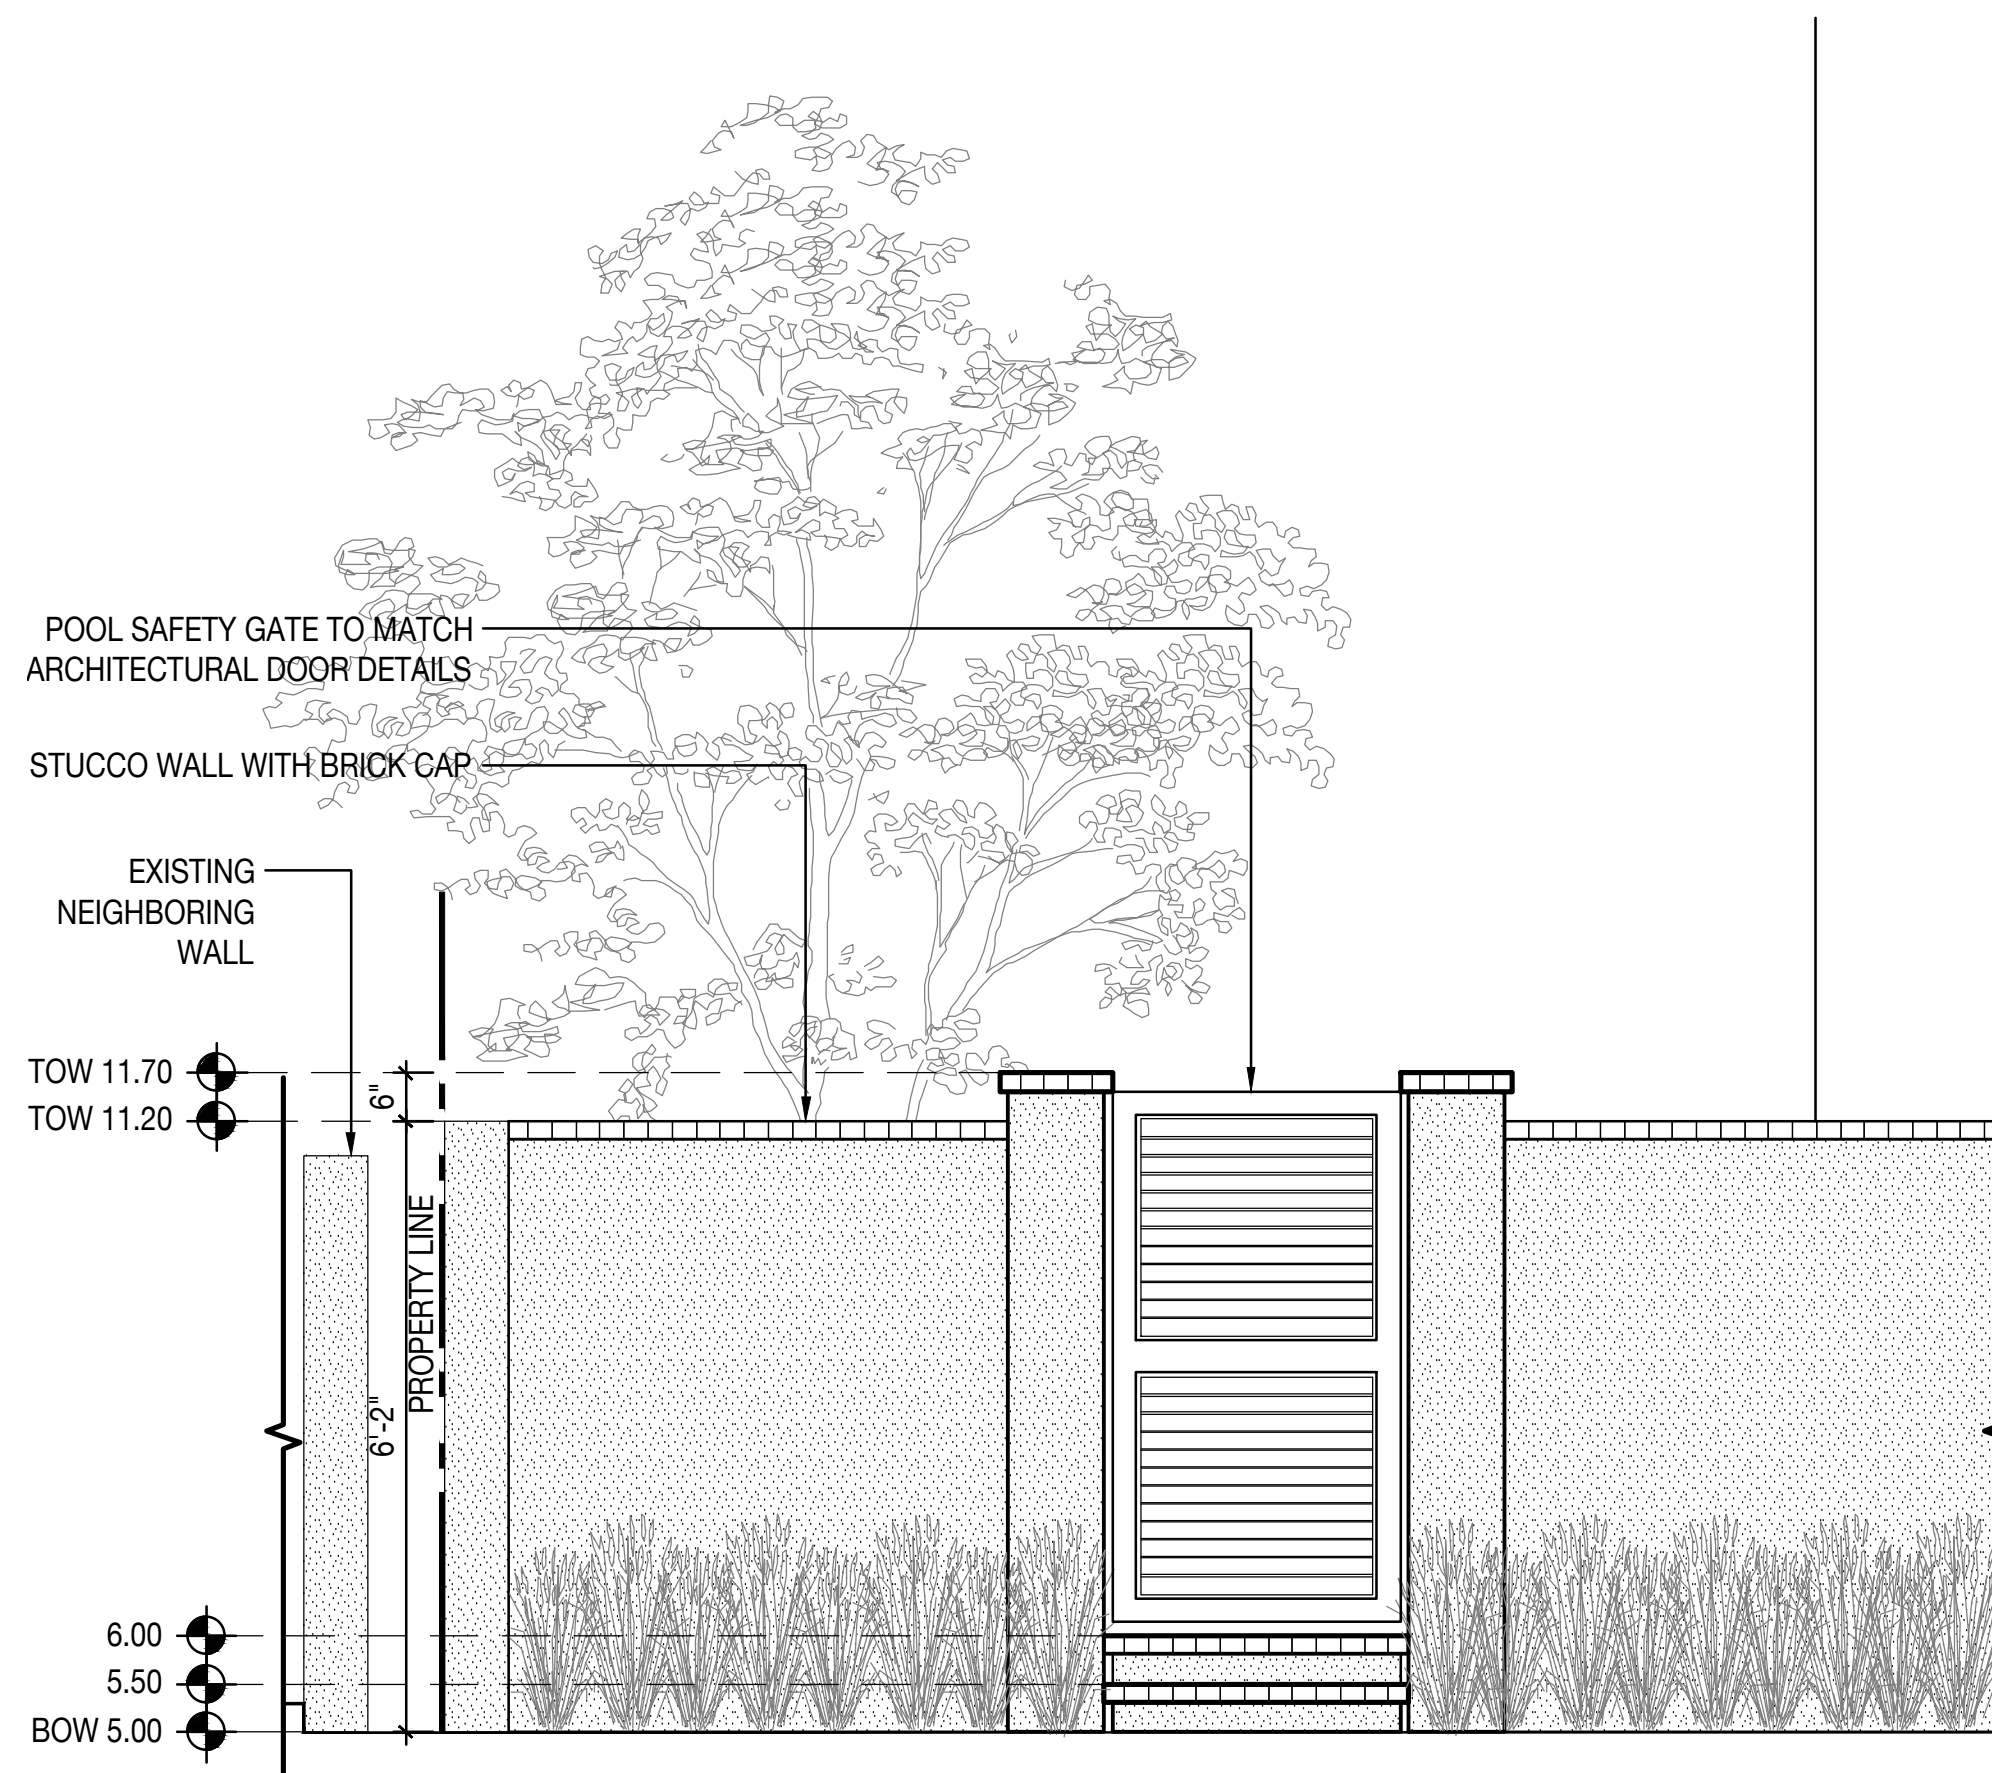 POOL SAFETY GATE TO MATCH
ARCHITECTURAL DOOR DETAILS
STUCCO WALL WITH BRICK CAP
EXISTING
NEIGHBORING
WALL
TOW 11.70
6"
TOW 11.20
PROPERTY LINE
6'-2"
6.00
5.50
BOW 5.00